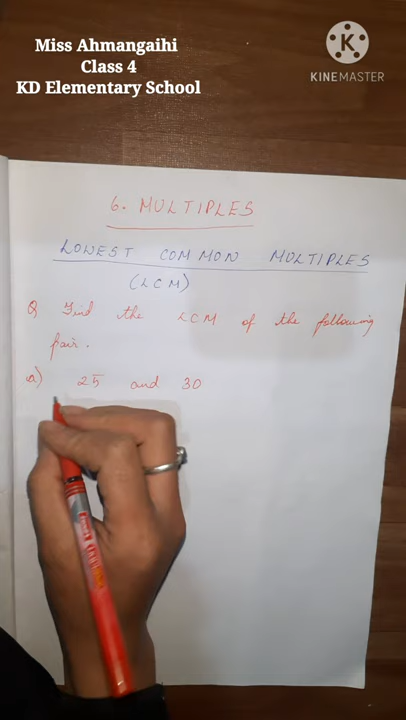 Miss Ahmangaihi
Class 4
KD Elementary School
K
KINEMASTER
6. MULTIPLES
LOWEST COMMON MULTIPLES
(LCM)
Q Find the LCM of the following
pair.
a) 25 and 30